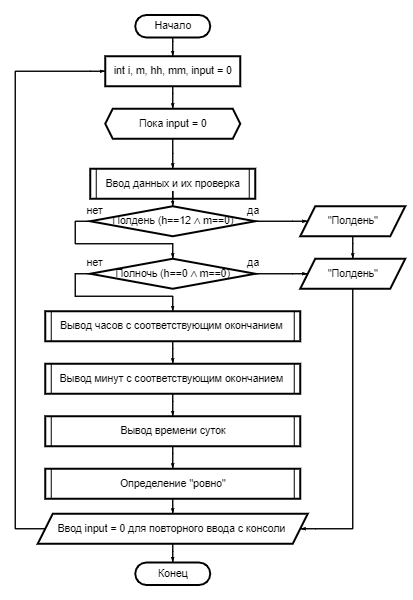 Начало
int i, m, hh, mm, input = 0
Пока input = 0
Ввод данных и их проверка
нет
Полдень (h==12 ∧ m==0)
да
"Полдень"
нет
Полночь (h==0 ∧ m==0)
да
"Полдень"
Вывод часов с соответствующим окончанием
Вывод минут с соответствующим окончанием
Вывод времени суток
Определение "ровно"
Ввод input = 0 для повторного ввода с консоли
Конец